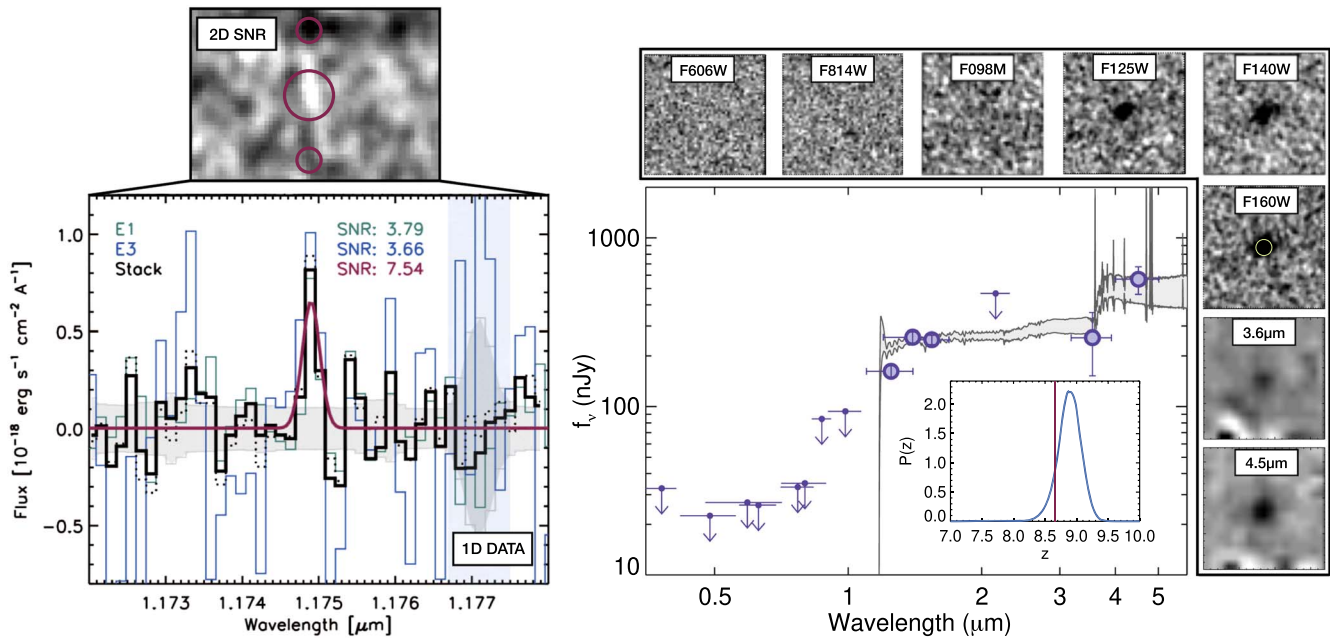 2D SNR
E1 SNR: 3.79
E3 SNR: 3.66
Stack SNR: 7.54
1.0
0.5
0.0
−0.5
Flux [10⁻¹⁸ erg s⁻¹ cm⁻² A⁻¹]
1D DATA
1.173 1.174 1.175 1.176 1.177
Wavelength [μm]
F606W F814W F098M F125W F140W
F160W
3.6μm
4.5μm
1000
100
10
fν (nJy)
2.0
1.5
1.0
0.5
0.0
P(z)
7.0 7.5 8.0 8.5 9.0 9.5 10.0
z
0.5 1 2 3 4 5
Wavelength (μm)